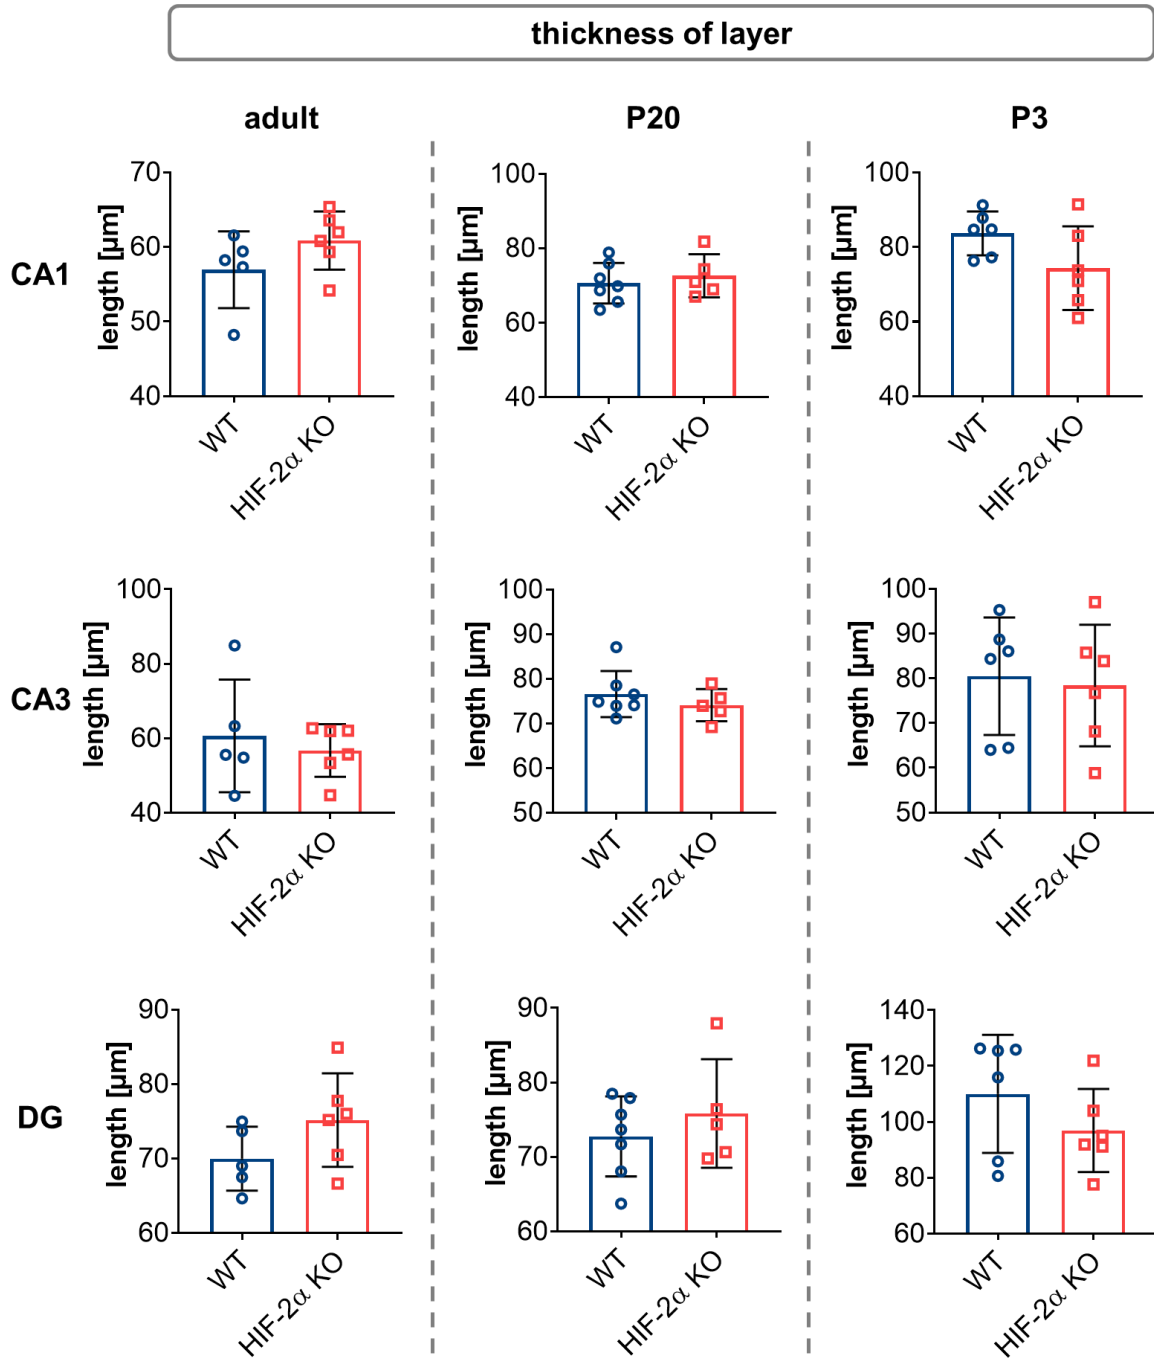 thickness of layer
adult
P20
P3
CA1
length [µm]
70
60
50
40
WT
HIF-2α KO
length [µm]
100
80
60
40
WT
HIF-2α KO
length [µm]
100
80
60
40
WT
HIF-2α KO
CA3
length [µm]
100
80
60
40
WT
HIF-2α KO
length [µm]
100
90
80
70
60
50
WT
HIF-2α KO
length [µm]
100
90
80
70
60
50
WT
HIF-2α KO
DG
length [µm]
90
80
70
60
WT
HIF-2α KO
length [µm]
90
80
70
60
WT
HIF-2α KO
length [µm]
140
120
100
80
60
WT
HIF-2α KO